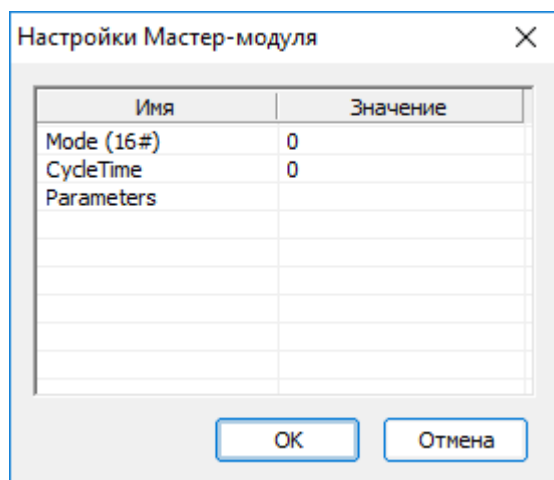 Настройки Мастер-модуля
Имя Значение
Mode (16#) 0
CycleTime 0
Parameters
OK Отмена